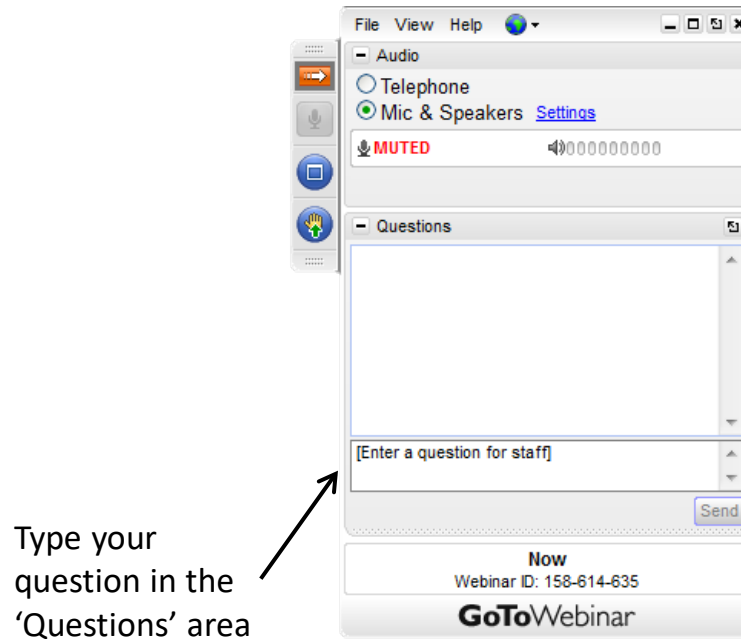 File View Help
Audio
Telephone
Mic & Speakers Settings
MUTED 000000000
Questions
[Enter a question for staff]
Send
Type your
question in the
‘Questions’ area
Now
Webinar ID: 158-614-635
GoToWebinar